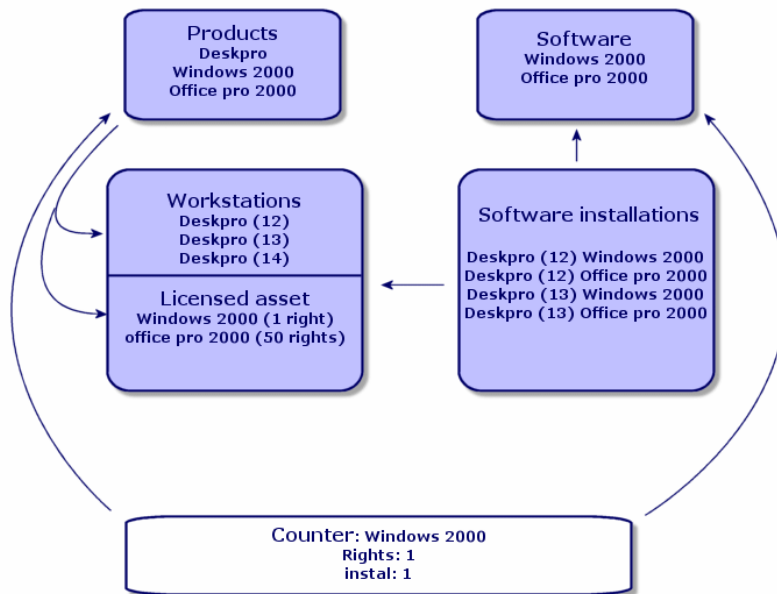 Products
Deskpro
Windows 2000
Office pro 2000
Software
Windows 2000
Office pro 2000
Workstations
Deskpro (12)
Deskpro (13)
Deskpro (14)
Licensed asset
Windows 2000 (1 right)
office pro 2000 (50 rights)
Software installations
Deskpro (12) Windows 2000
Deskpro (12) Office pro 2000
Deskpro (13) Windows 2000
Deskpro (13) Office pro 2000
Counter: Windows 2000
Rights: 1
instal: 1